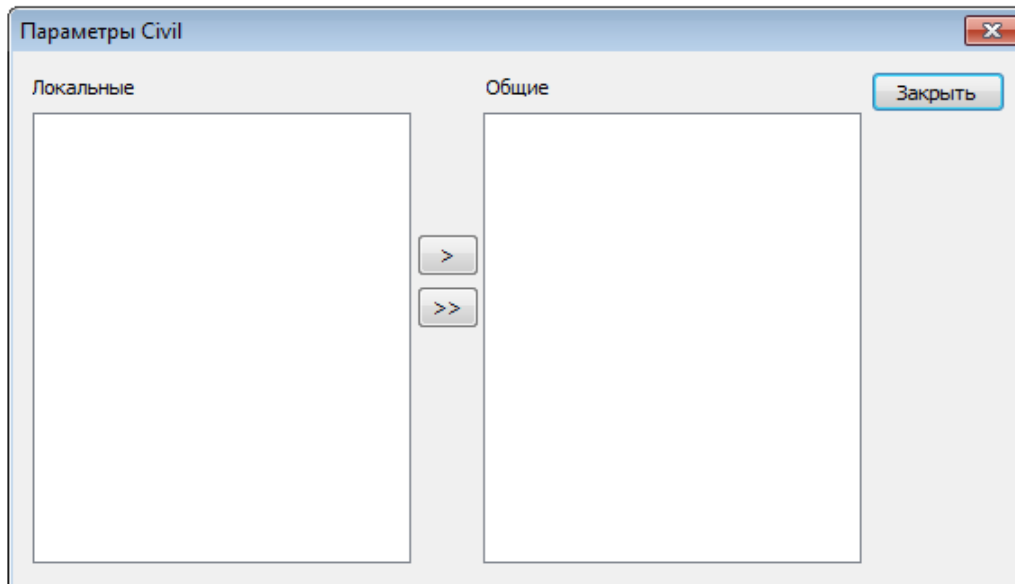 Параметры Civil
Локальные
Общие
Закрыть
>
>>